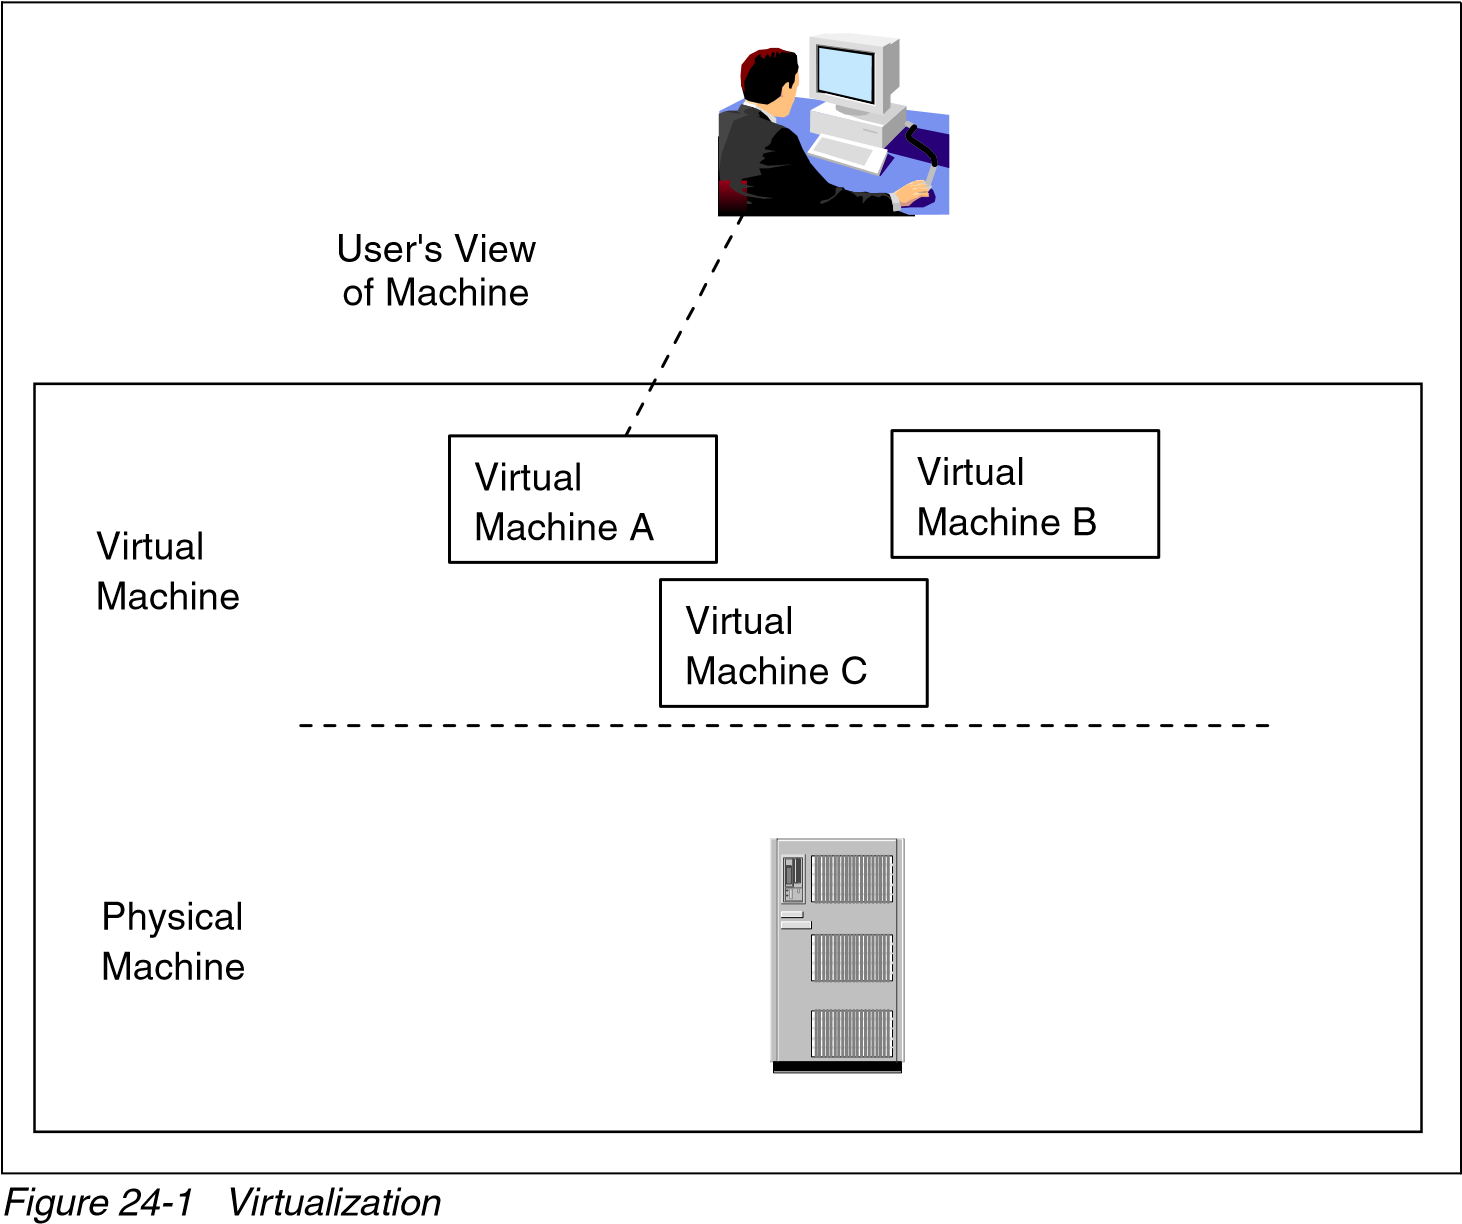 User's View
of Machine
Virtual
Machine A
Virtual
Machine B
Virtual
Machine
Virtual
Machine C
Physical
Machine
Figure 24-1   Virtualization